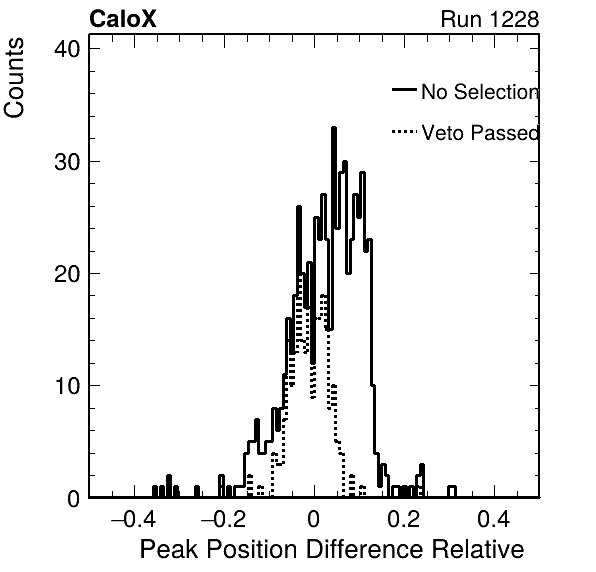 CaloX
Run 1228
Counts
40
30
20
10
0
No Selection
Veto Passed
−0.4
−0.2
0
0.2
0.4
Peak Position Difference Relative